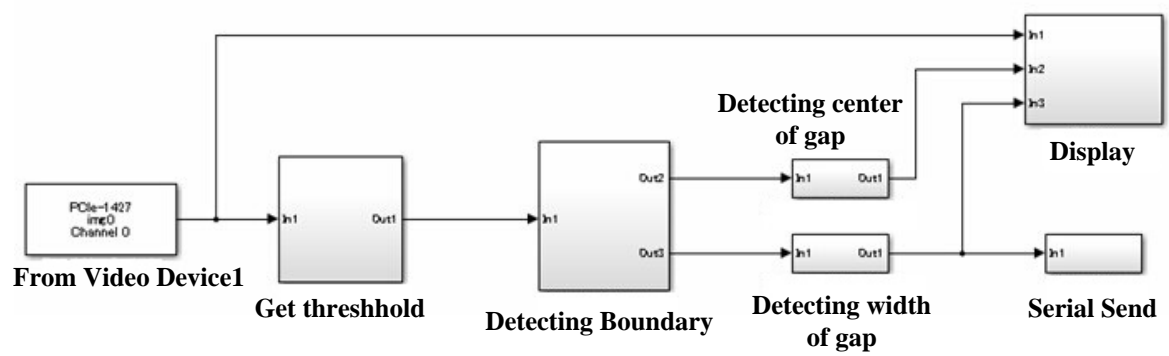 In1
In2
In3
Display
Detecting center
of gap
In1
Out1
PCIe-1427
img0
Channel 0
From Video Device1
In1
Out1
Get threshhold
In1
Out2
Out3
Detecting Boundary
In1
Out1
Detecting width
of gap
In1
Serial Send